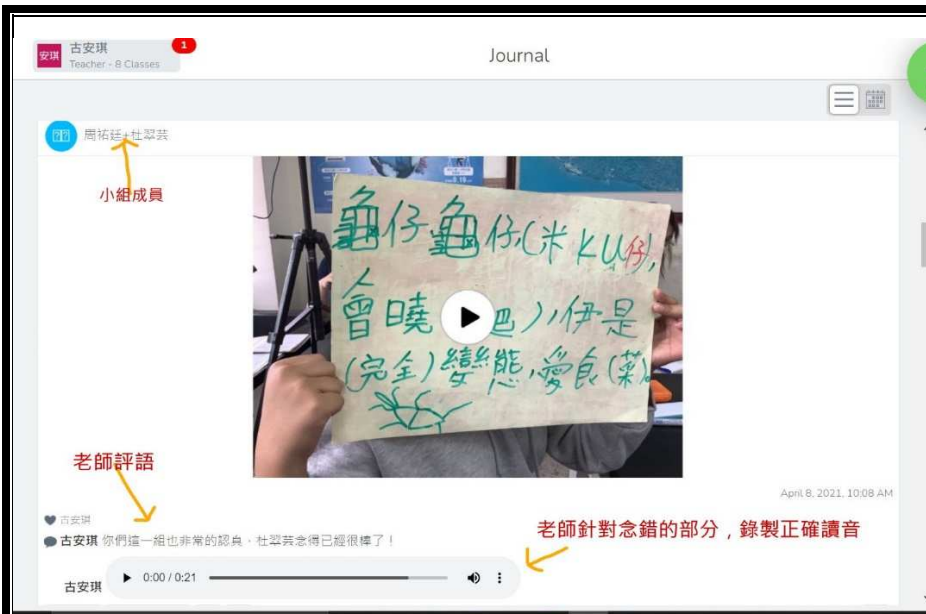 安琪
古安琪
1
Teacher - 8 Classes
Journal
周祐廷+杜翠芸
小組成員
龜仔龜仔(米KU仔),
會曉 巴),伊是
(完全)變態,愛食(葉)。
老師評語
April 8, 2021, 10:08 AM
古安琪
古安琪 你們這一組也非常的認真,杜翠芸念得已經很棒了!
老師針對念錯的部分,錄製正確讀音
古安琪
0:00 / 0:21